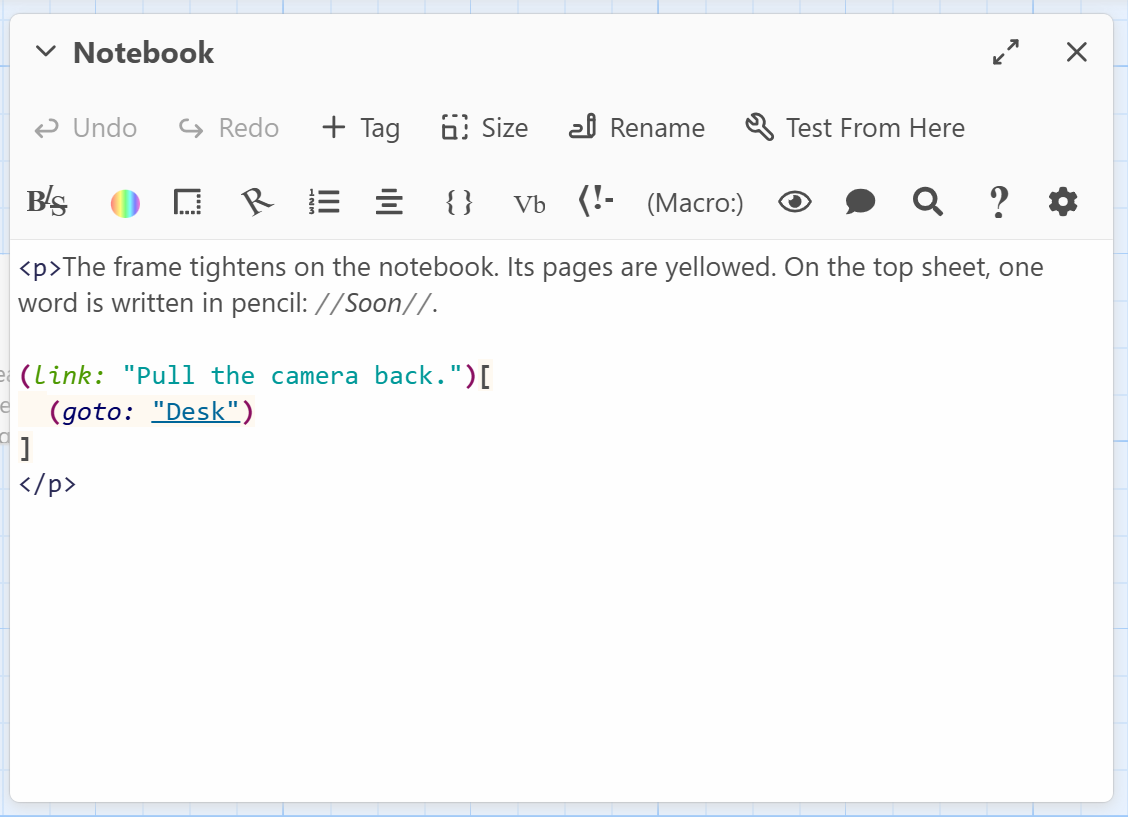 Notebook
Undo Redo + Tag Size Rename Test From Here
B/S { } Vb (!- (Macro:) ?
<p>The frame tightens on the notebook. Its pages are yellowed. On the top sheet, one
word is written in pencil: //Soon//.
(link: "Pull the camera back.")[
(goto: "Desk")
]
</p>